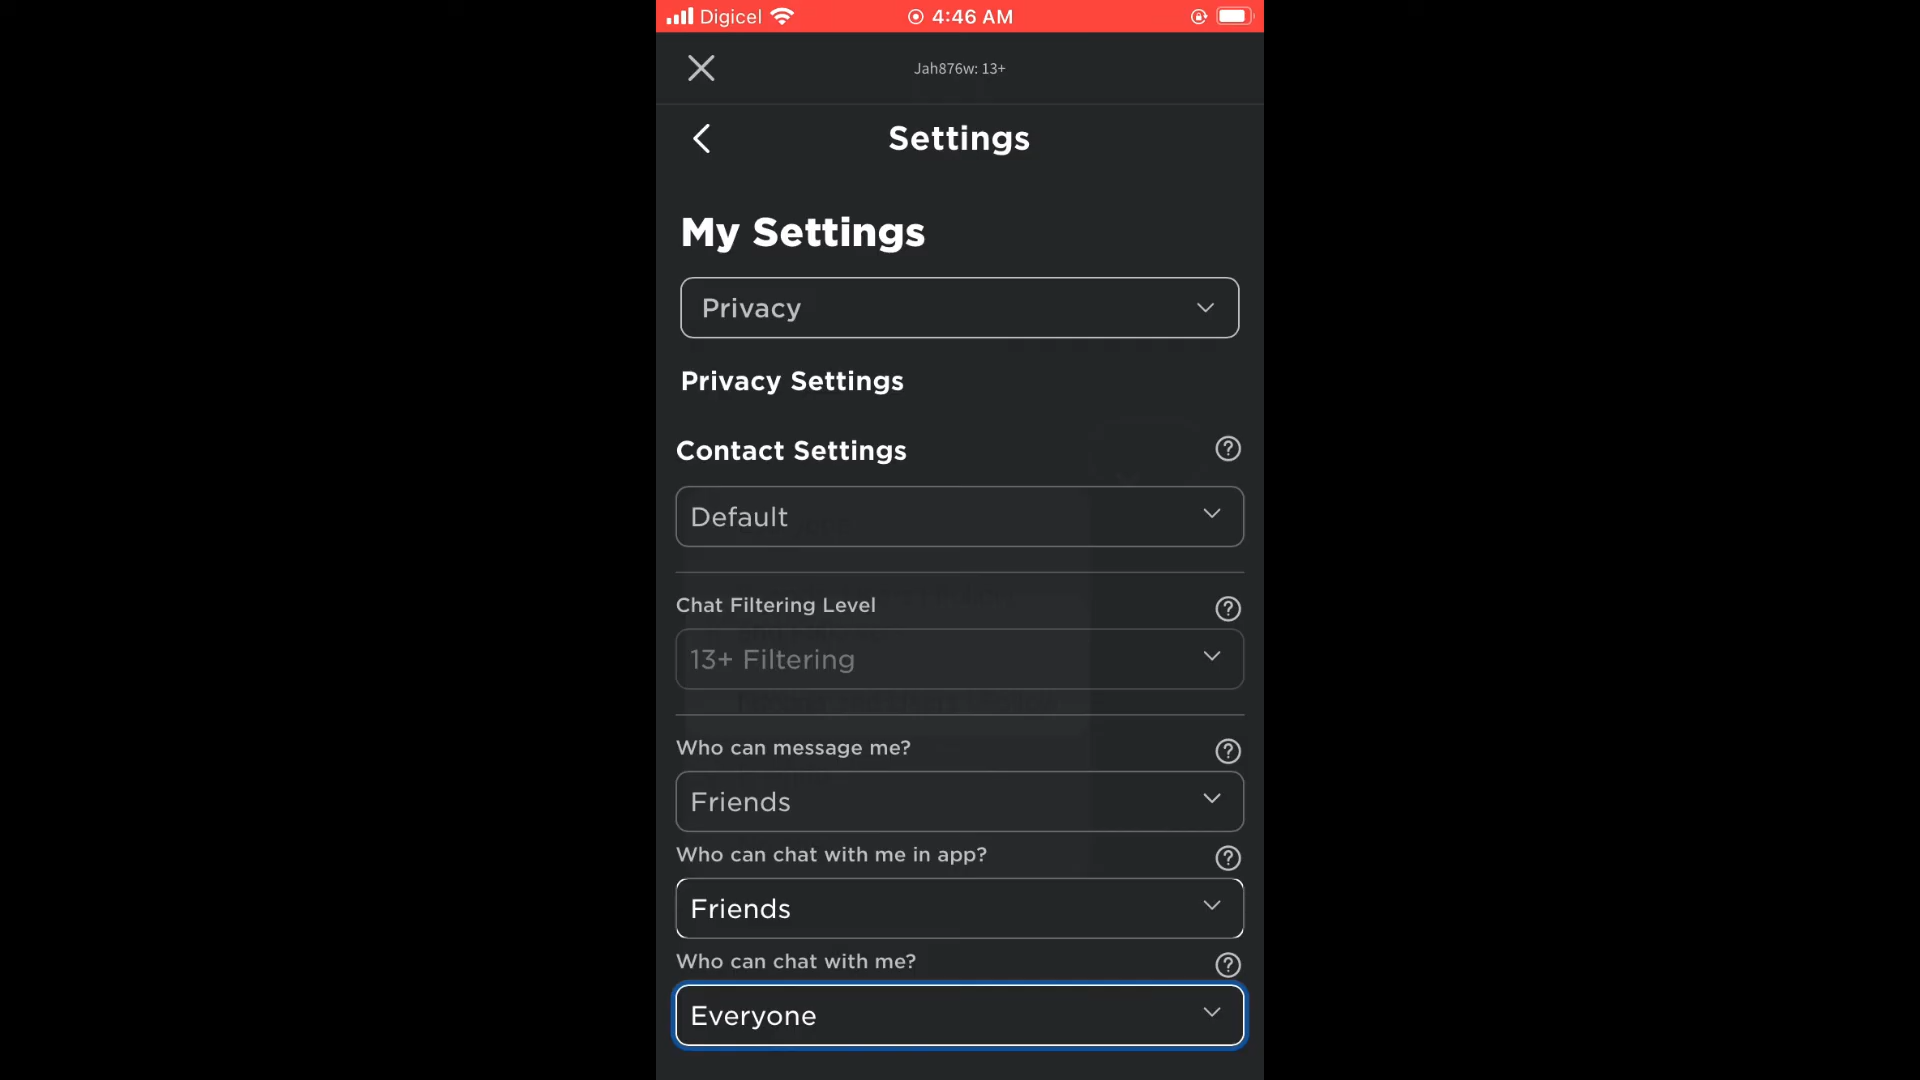 Digicel 4:46 AM
Jah876w: 13+
Settings
My Settings
Privacy
Privacy Settings
Contact Settings
Default
Chat Filtering Level
13+ Filtering
Who can message me?
Friends
Who can chat with me in app?
Friends
Who can chat with me?
Everyone